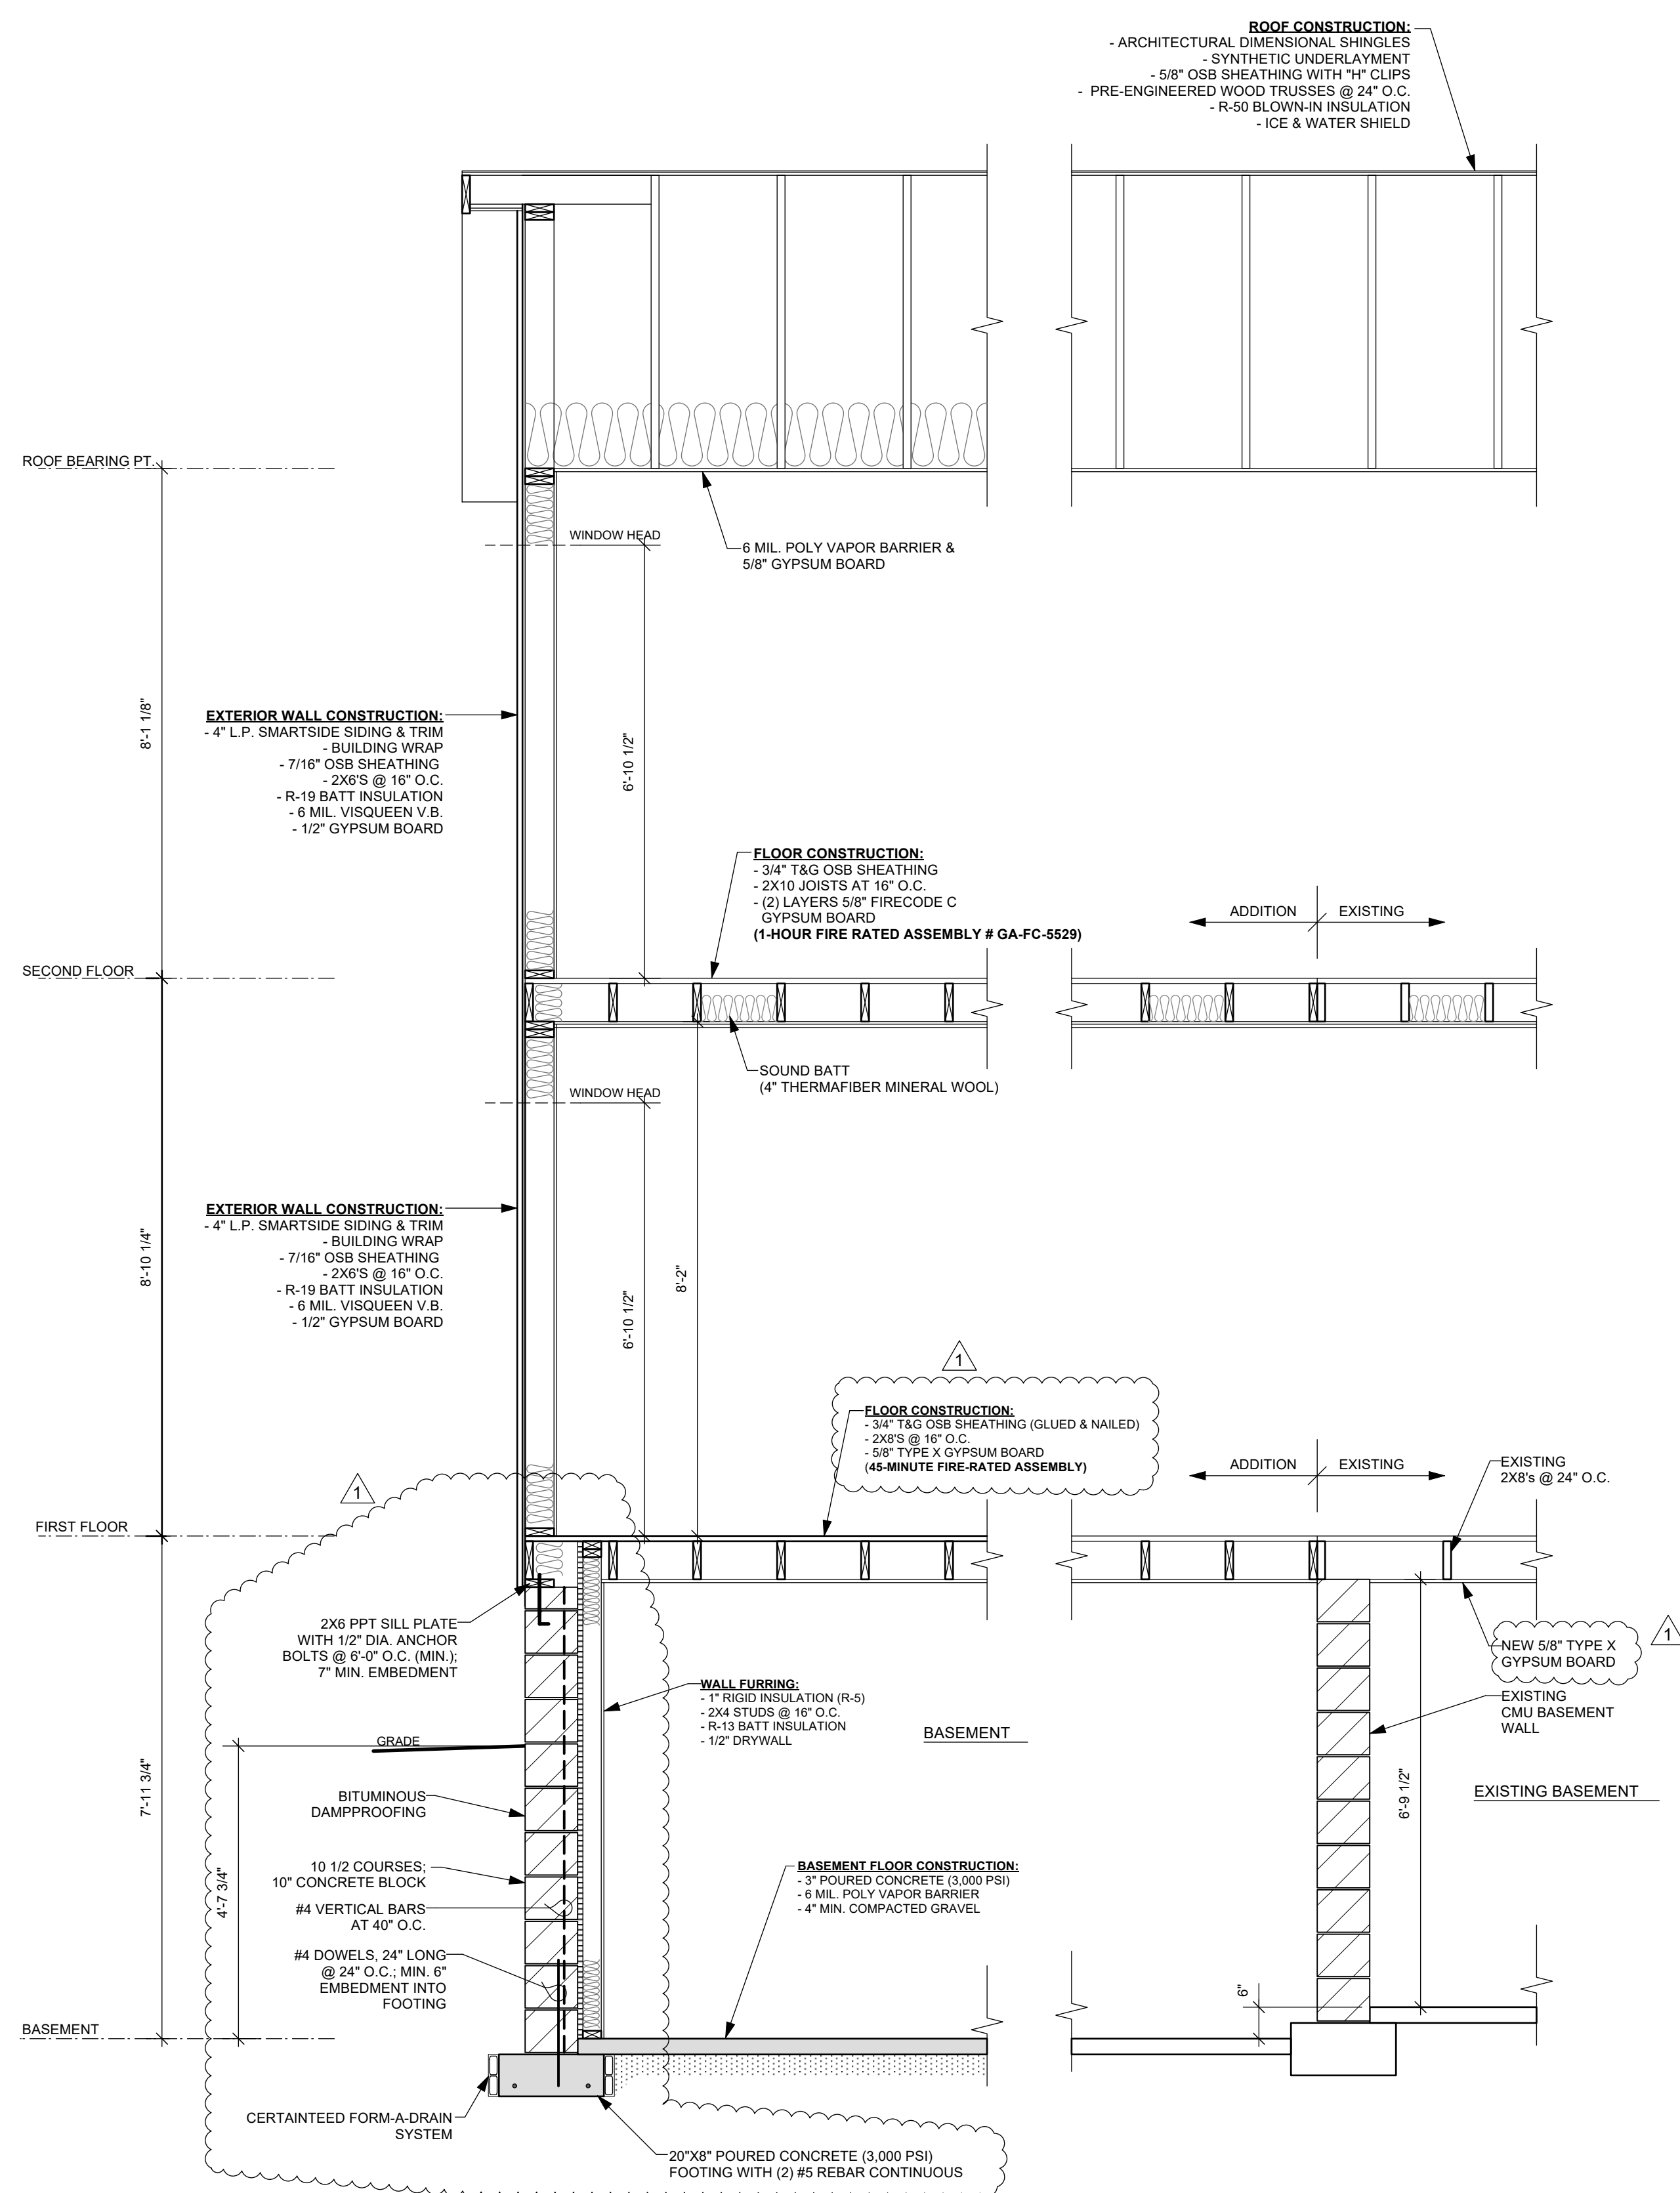 ROOF CONSTRUCTION:
- ARCHITECTURAL DIMENSIONAL SHINGLES
- SYNTHETIC UNDERLAYMENT
- 5/8" OSB SHEATHING WITH "H" CLIPS
- PRE-ENGINEERED WOOD TRUSSES @ 24" O.C.
- R-50 BLOWN-IN INSULATION
- ICE & WATER SHIELD
ROOF BEARING PT.
WINDOW HEAD
6 MIL. POLY VAPOR BARRIER &
5/8" GYPSUM BOARD
8'-1 1/8"
EXTERIOR WALL CONSTRUCTION:
- 4" L.P. SMARTSIDE SIDING & TRIM
- BUILDING WRAP
- 7/16" OSB SHEATHING
- 2X6'S @ 16" O.C.
- R-19 BATT INSULATION
- 6 MIL. VISQUEEN V.B.
- 1/2" GYPSUM BOARD
6'-10 1/2"
FLOOR CONSTRUCTION:
- 3/4" T&G OSB SHEATHING
- 2X10 JOISTS AT 16" O.C.
- (2) LAYERS 5/8" FIRECODE C
GYPSUM BOARD
(1-HOUR FIRE RATED ASSEMBLY # GA-FC-5529)
ADDITION
EXISTING
SECOND FLOOR
SOUND BATT
(4" THERMAFIBER MINERAL WOOL)
WINDOW HEAD
EXTERIOR WALL CONSTRUCTION:
- 4" L.P. SMARTSIDE SIDING & TRIM
- BUILDING WRAP
- 7/16" OSB SHEATHING
- 2X6'S @ 16" O.C.
- R-19 BATT INSULATION
- 6 MIL. VISQUEEN V.B.
- 1/2" GYPSUM BOARD
8'-10 1/4"
6'-10 1/2"
8'-2"
1
FLOOR CONSTRUCTION:
- 3/4" T&G OSB SHEATHING (GLUED & NAILED)
- 2X8'S @ 16" O.C.
- 5/8" TYPE X GYPSUM BOARD
(45-MINUTE FIRE-RATED ASSEMBLY)
ADDITION
EXISTING
EXISTING
2X8's @ 24" O.C.
1
FIRST FLOOR
2X6 PPT SILL PLATE
WITH 1/2" DIA. ANCHOR
BOLTS @ 6'-0" O.C. (MIN.);
7" MIN. EMBEDMENT
1
NEW 5/8" TYPE X
GYPSUM BOARD
WALL FURRING:
- 1" RIGID INSULATION (R-5)
- 2X4 STUDS @ 16" O.C.
- R-13 BATT INSULATION
- 1/2" DRYWALL
BASEMENT
EXISTING
CMU BASEMENT
WALL
GRADE
7'-11 3/4"
BITUMINOUS
DAMPPROOFING
6'-9 1/2"
EXISTING BASEMENT
10 1/2 COURSES;
10" CONCRETE BLOCK
4'-7 3/4"
#4 VERTICAL BARS
AT 40" O.C.
BASEMENT FLOOR CONSTRUCTION:
- 3" POURED CONCRETE (3,000 PSI)
- 6 MIL. POLY VAPOR BARRIER
- 4" MIN. COMPACTED GRAVEL
#4 DOWELS, 24" LONG
@ 24" O.C.; MIN. 6"
EMBEDMENT INTO
FOOTING
6"
BASEMENT
CERTAINTEED FORM-A-DRAIN
SYSTEM
20"X8" POURED CONCRETE (3,000 PSI)
FOOTING WITH (2) #5 REBAR CONTINUOUS